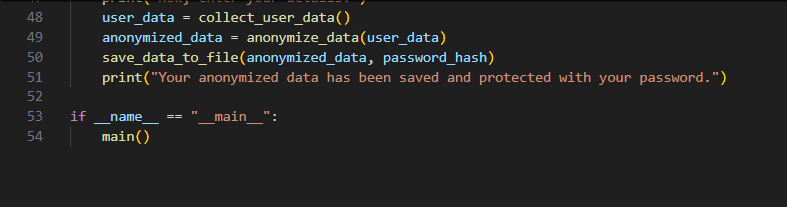 48 user_data = collect_user_data()
49 anonymized_data = anonymize_data(user_data)
50 save_data_to_file(anonymized_data, password_hash)
51 print("Your anonymized data has been saved and protected with your password.")
52
53 if __name__ == "__main__":
54 main()